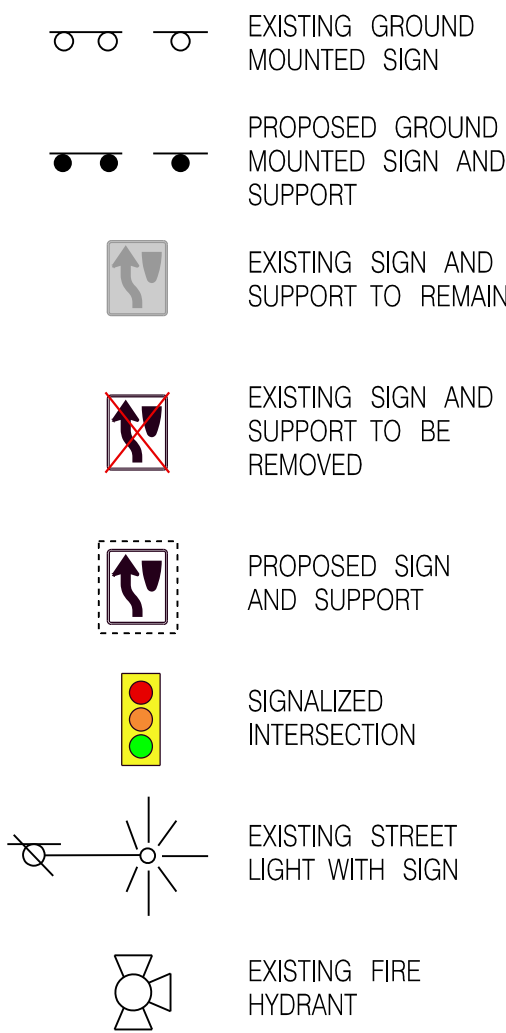 EXISTING GROUND
MOUNTED SIGN
PROPOSED GROUND
MOUNTED SIGN AND
SUPPORT
EXISTING SIGN AND
SUPPORT TO REMAIN
EXISTING SIGN AND
SUPPORT TO BE
REMOVED
PROPOSED SIGN
AND SUPPORT
SIGNALIZED
INTERSECTION
EXISTING STREET
LIGHT WITH SIGN
EXISTING FIRE
HYDRANT